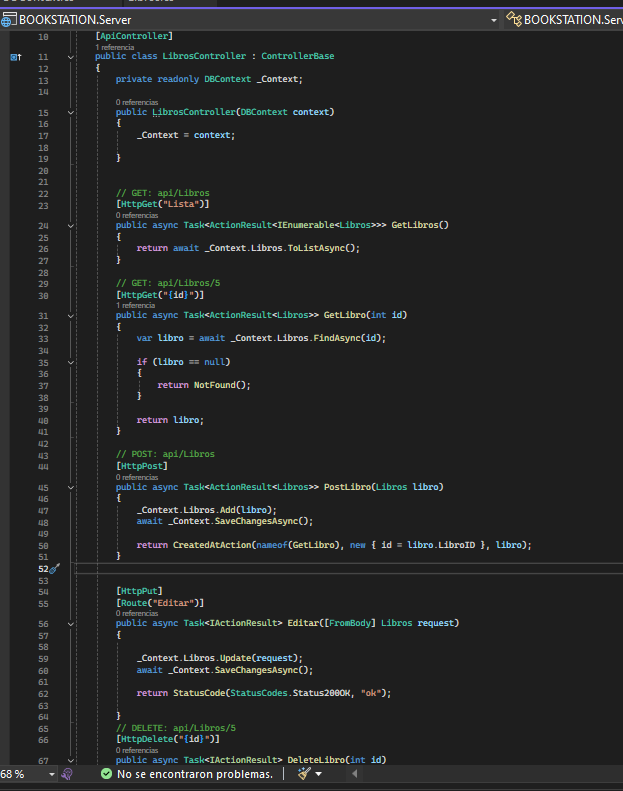 BOOKSTATION.Server
BOOKSTATION.Serv
10 [ApiController]
1 referencia
11 public class LibrosController : ControllerBase
12 {
13 private readonly DBContext _Context;
14
0 referencias
15 public LibrosController(DBContext context)
16 {
17 _Context = context;
18
19 }
20
21
22 // GET: api/Libros
23 [HttpGet("Lista")]
0 referencias
24 public async Task<ActionResult<IEnumerable<Libros>>> GetLibros()
25 {
26 return await _Context.Libros.ToListAsync();
27 }
28
29 // GET: api/Libros/5
30 [HttpGet("{id}")]
1 referencia
31 public async Task<ActionResult<Libros>> GetLibro(int id)
32 {
33 var libro = await _Context.Libros.FindAsync(id);
34
35 if (libro == null)
36 {
37 return NotFound();
38 }
39
40 return libro;
41 }
42
43 // POST: api/Libros
44 [HttpPost]
0 referencias
45 public async Task<ActionResult<Libros>> PostLibro(Libros libro)
46 {
47 _Context.Libros.Add(libro);
48 await _Context.SaveChangesAsync();
49
50 return CreatedAtAction(nameof(GetLibro), new { id = libro.LibroID }, libro);
51 }
52
53
54 [HttpPut]
55 [Route("Editar")]
0 referencias
56 public async Task<IActionResult> Editar([FromBody] Libros request)
57 {
58
59 _Context.Libros.Update(request);
60 await _Context.SaveChangesAsync();
61
62 return StatusCode(StatusCodes.Status200OK, "ok");
63
64 }
65 // DELETE: api/Libros/5
66 [HttpDelete("{id}")]
0 referencias
67 public async Task<IActionResult> DeleteLibro(int id)
68 % No se encontraron problemas.